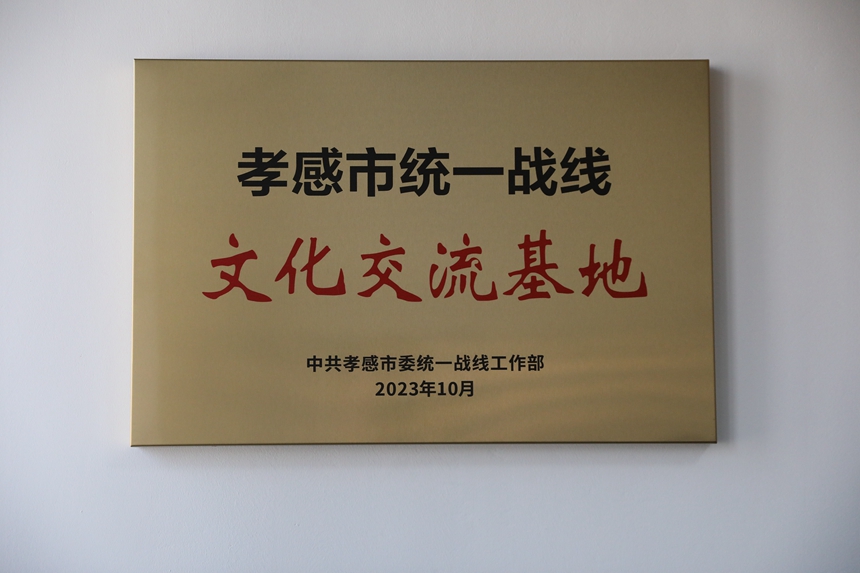 孝感市统一战线
文化交流基地
中共孝感市委统一战线工作部
2023年10月